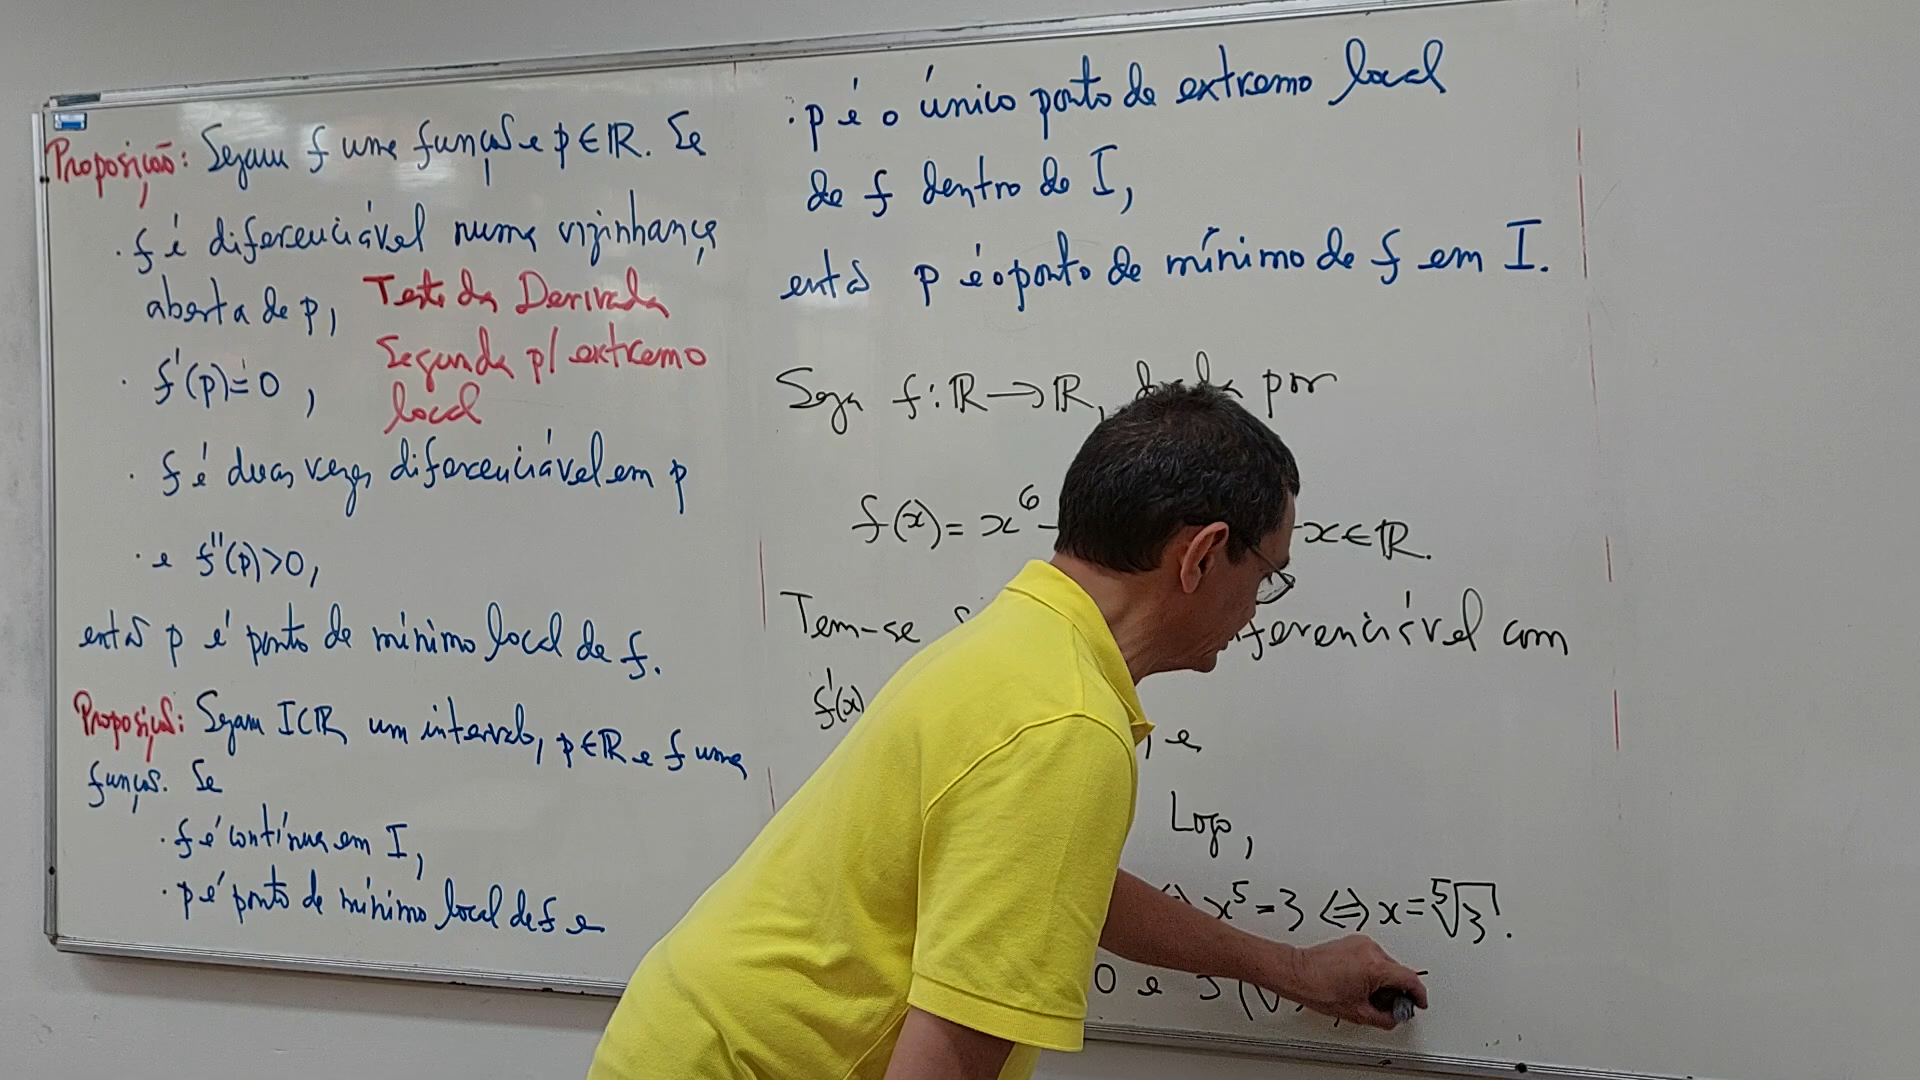 Proposição: Sejam f uma função e p ∈ ℝ. Se
· f é diferenciável numa vizinhança
aberta de p,
· f'(p)=0,
Teste da Derivada
Segunda p/ extremo
local
· f é duas vezes diferenciável em p
· e f''(p)>0,
então p é ponto de mínimo local de f.
Proposição: Sejam I⊂ℝ um intervalo, p∈ℝ e f uma
função. Se
· f é contínua em I,
· p é ponto de mínimo local de f e
· p é o único ponto de extremo local
de f dentro de I,
então p é o ponto de mínimo de f em I.
Seja f: ℝ→ℝ, dada por
f(x)= x⁶- x∈ℝ.
Tem-se diferenciável com
f'(x) , e
Logo,
x⁵=3 ⇔ x=⁵√3.
0 e